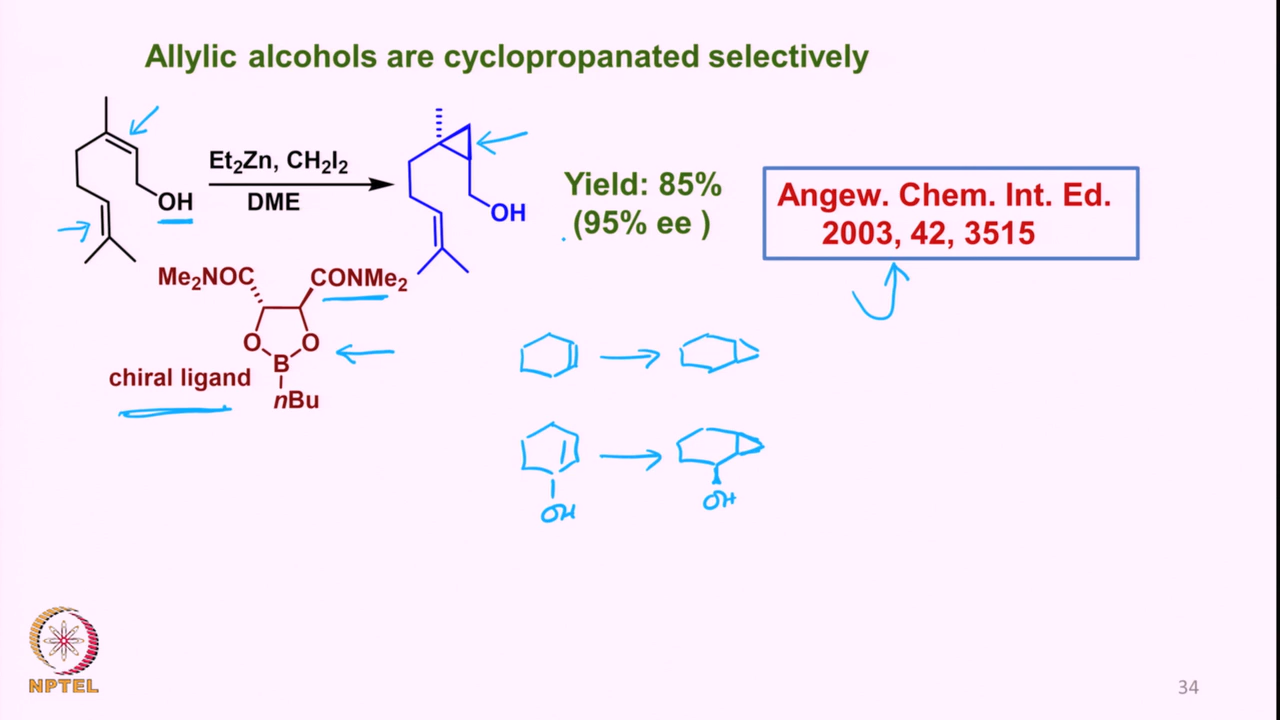 Allylic alcohols are cyclopropanated selectively
Et₂Zn, CH₂I₂
DME
OH
OH
Yield: 85%
(95% ee )
Angew. Chem. Int. Ed.
2003, 42, 3515
Me₂NOC
CONMe₂
O
O
B
nBu
chiral ligand
OH
OH
NPTEL
34